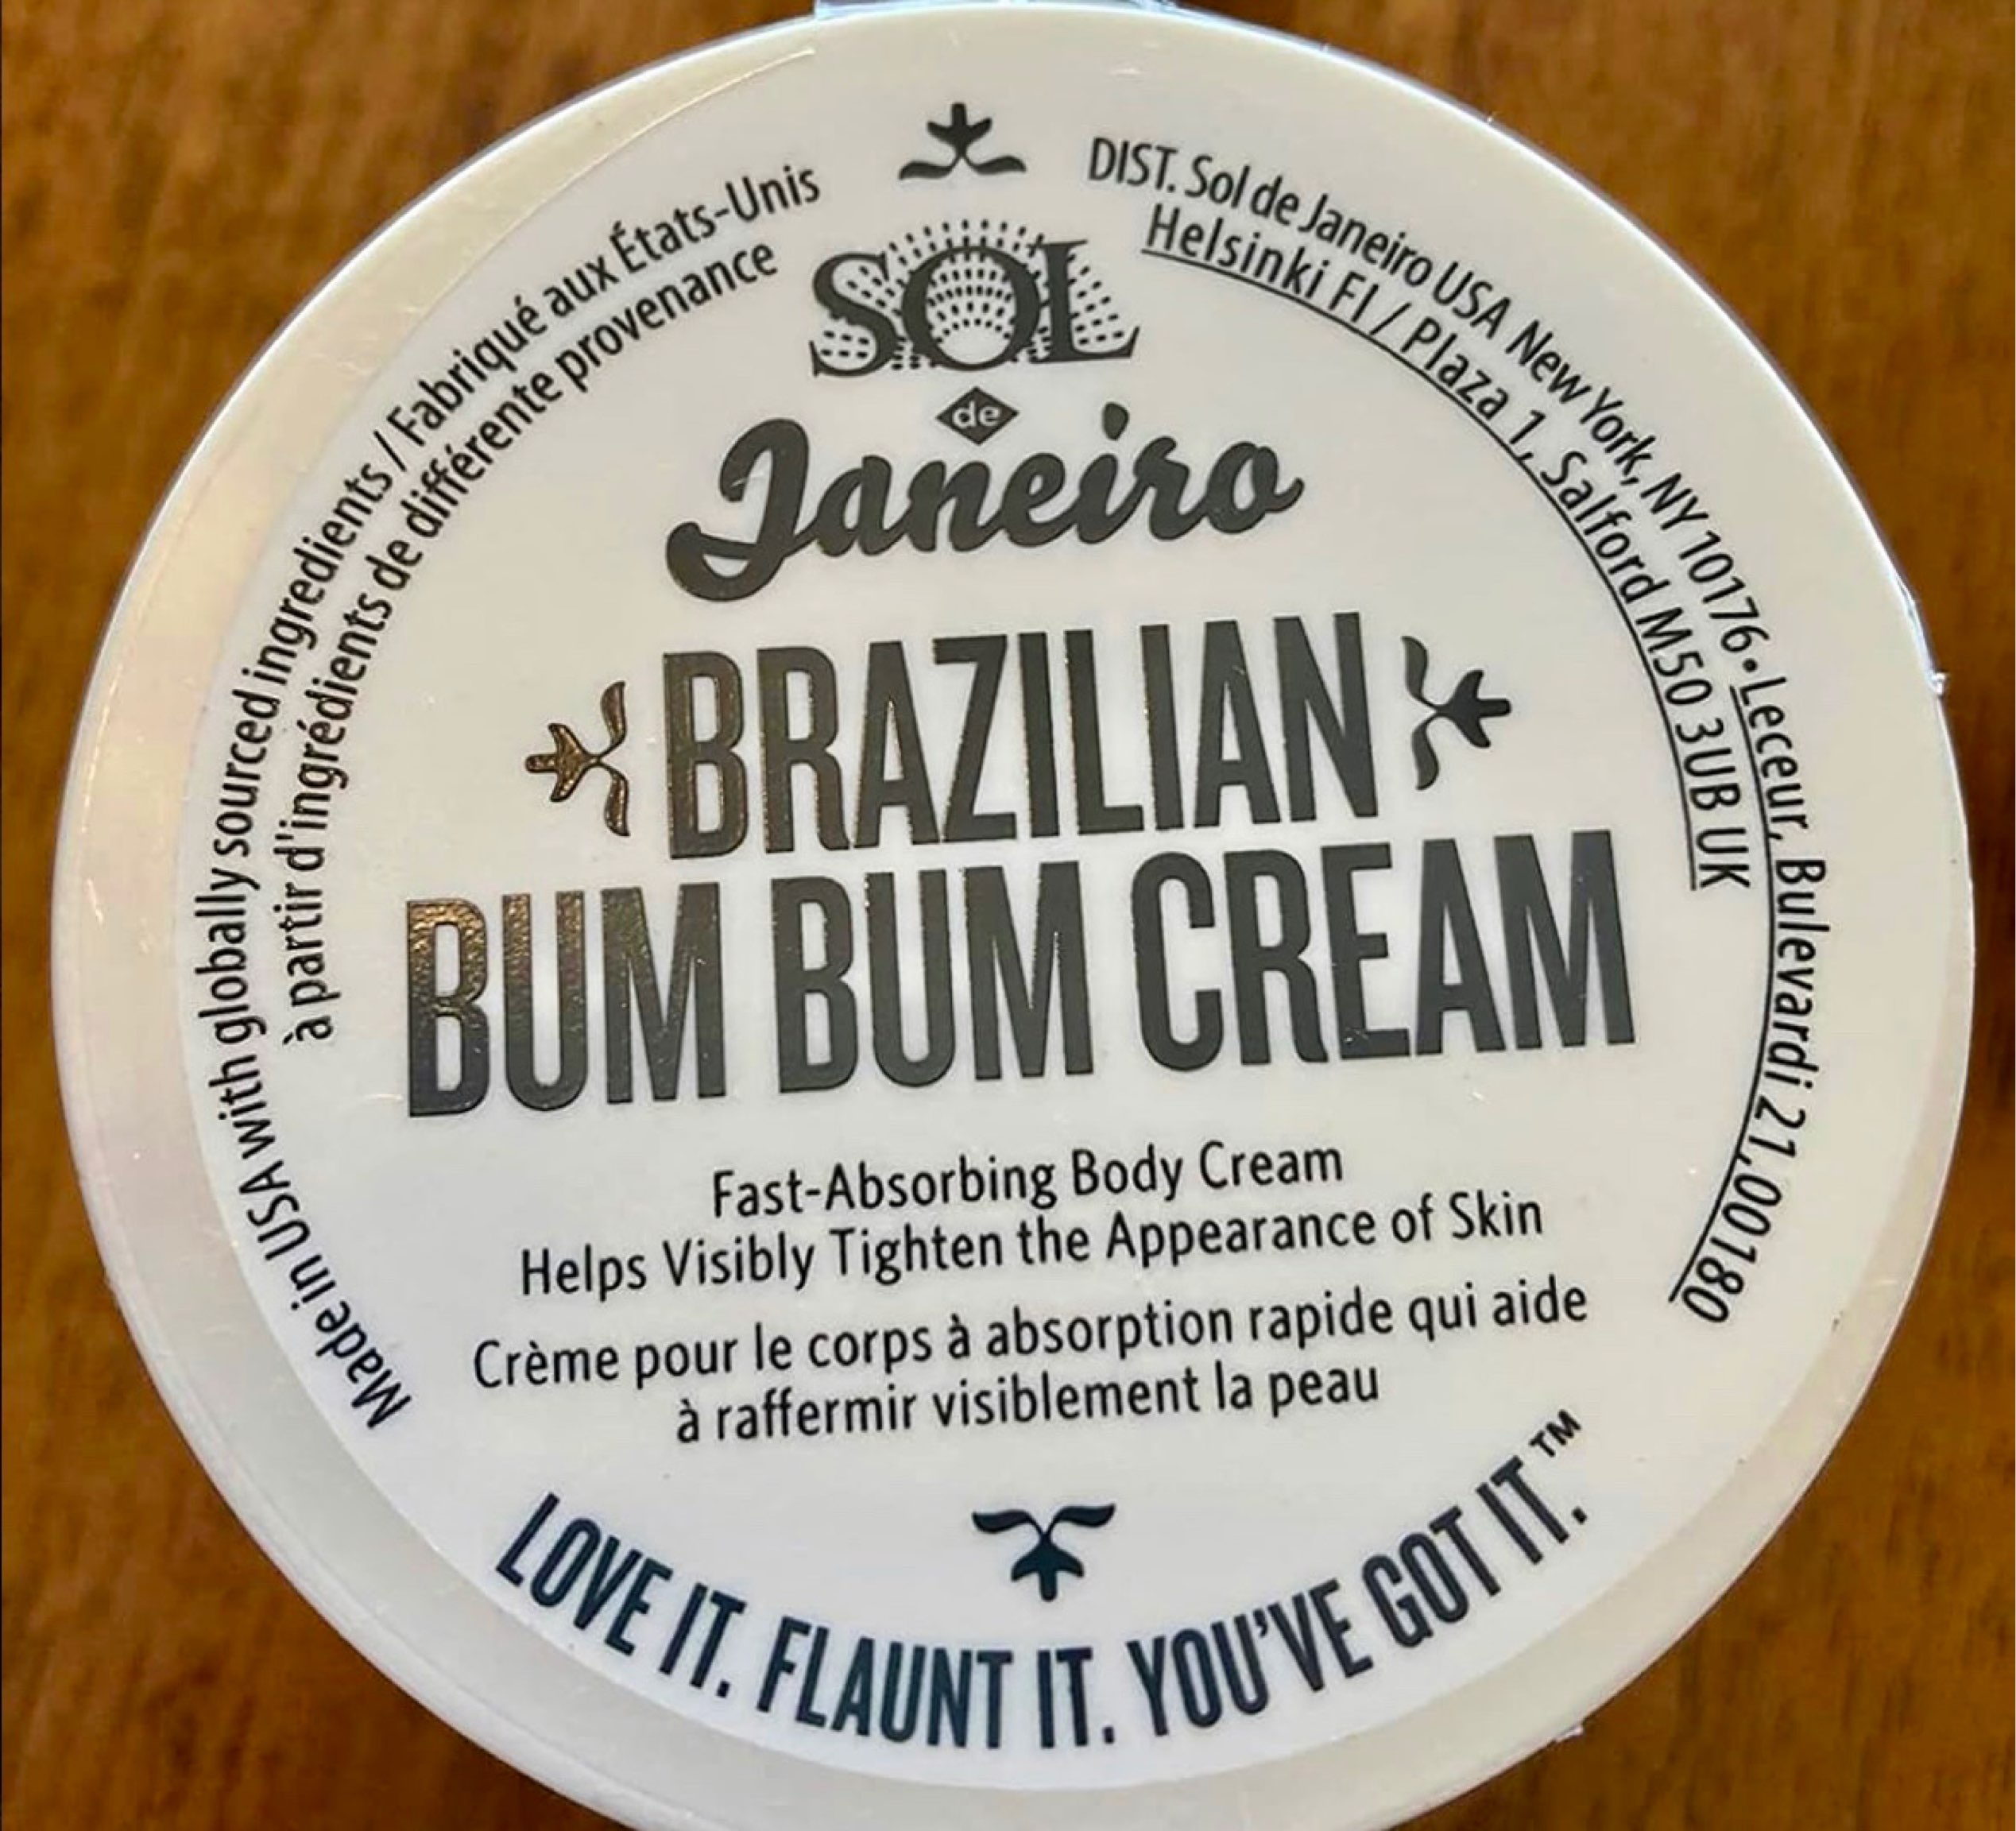 Made in USA with globally sourced ingredients / Fabriqué aux États-Unis
à partir d'ingrédients de différente provenance
DIST. Sol de Janeiro USA New York, NY 10176 • Lecceur, Bulevardi 21,00180
Helsinki FI / Plaza 1, Salford M50 3UB UK
SOL
de
Janeiro
BRAZILIAN
BUM BUM CREAM
Fast-Absorbing Body Cream
Helps Visibly Tighten the Appearance of Skin
Crème pour le corps à absorption rapide qui aide
à raffermir visiblement la peau
LOVE IT. FLAUNT IT. YOU'VE GOT IT.™